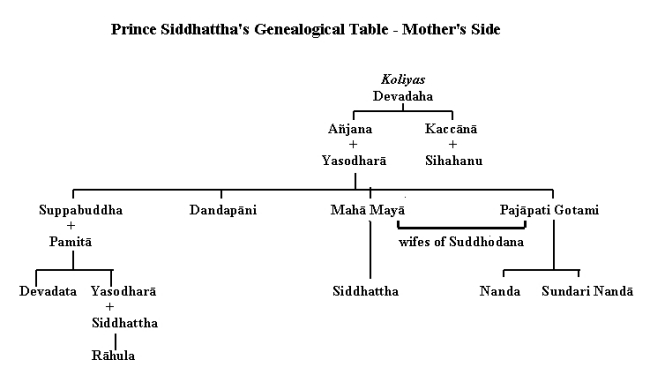 Prince Siddhattha's Genealogical Table - Mother's Side
Koliyas
Devadaha
Añjana Kaccānā
+ +
Yasodharā Sihahanu
Suppabuddha Dandapāni Mahā Mayā Pajāpati Gotami
+
Pamitā wifes of Suddhodana
Devadata Yasodharā Siddhattha Nanda Sundari Nandā
+
Siddhattha
Rāhula